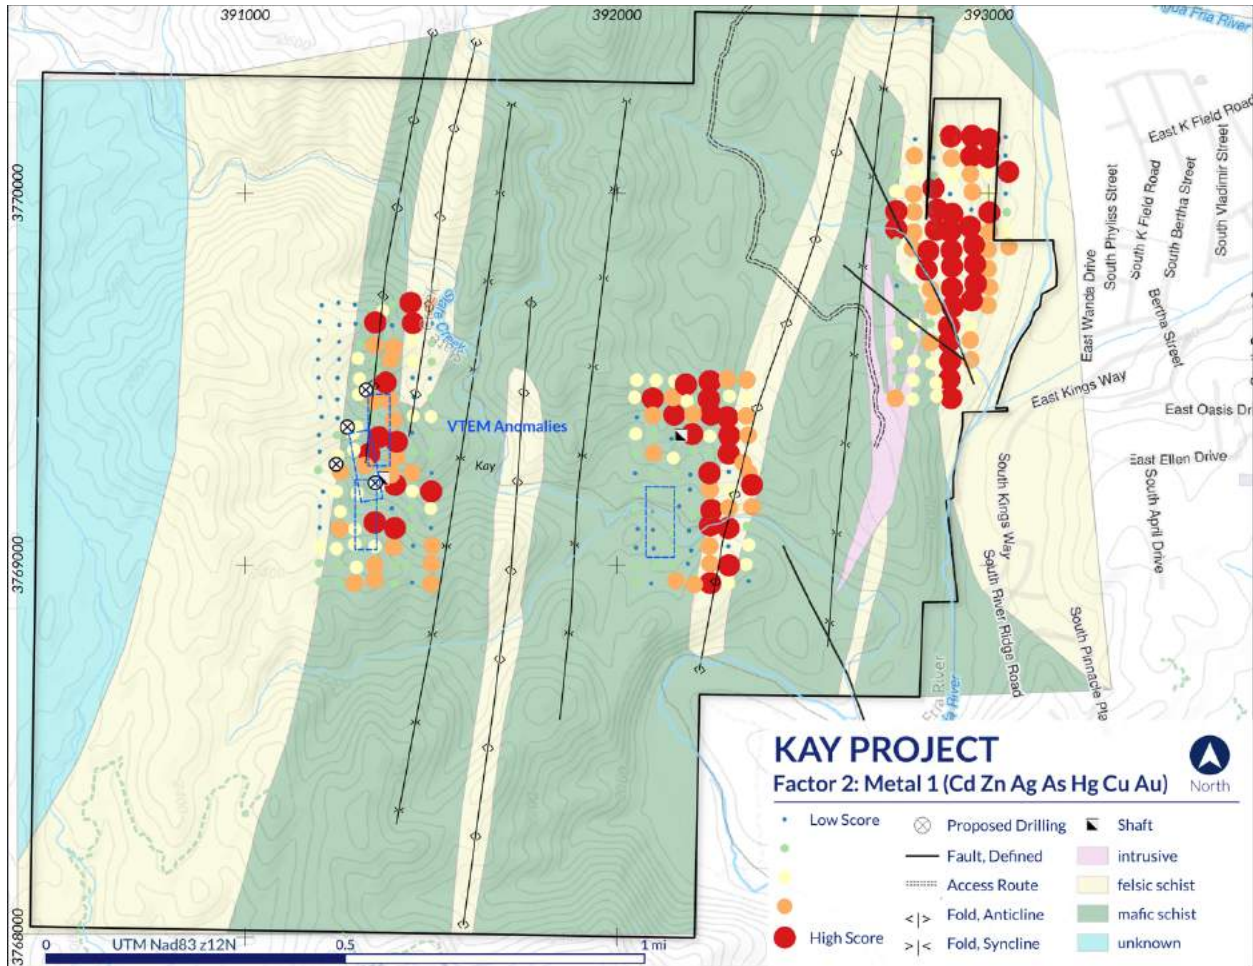 391000
392000
393000
Agua Fria River
East K Field Road
South Vladimir Street
South Bertha Street
South K Field Road
South Phyliss Street
3770000
East Wanda Drive
Bertha Street
East Kings Way
East Oasis Dr
East Ellen Drive
South April Drive
South Kings Way
South River Ridge Road
South Pinnacle Pla
VTEM Anomalies
Kay
3769000
Fria River
3768000
UTM Nad83 z12N
0
0.5
1 mi
KAY PROJECT
Factor 2: Metal 1 (Cd Zn Ag As Hg Cu Au)
North
Low Score
High Score
Proposed Drilling
Fault, Defined
Access Route
Fold, Anticline
Fold, Syncline
Shaft
intrusive
felsic schist
mafic schist
unknown